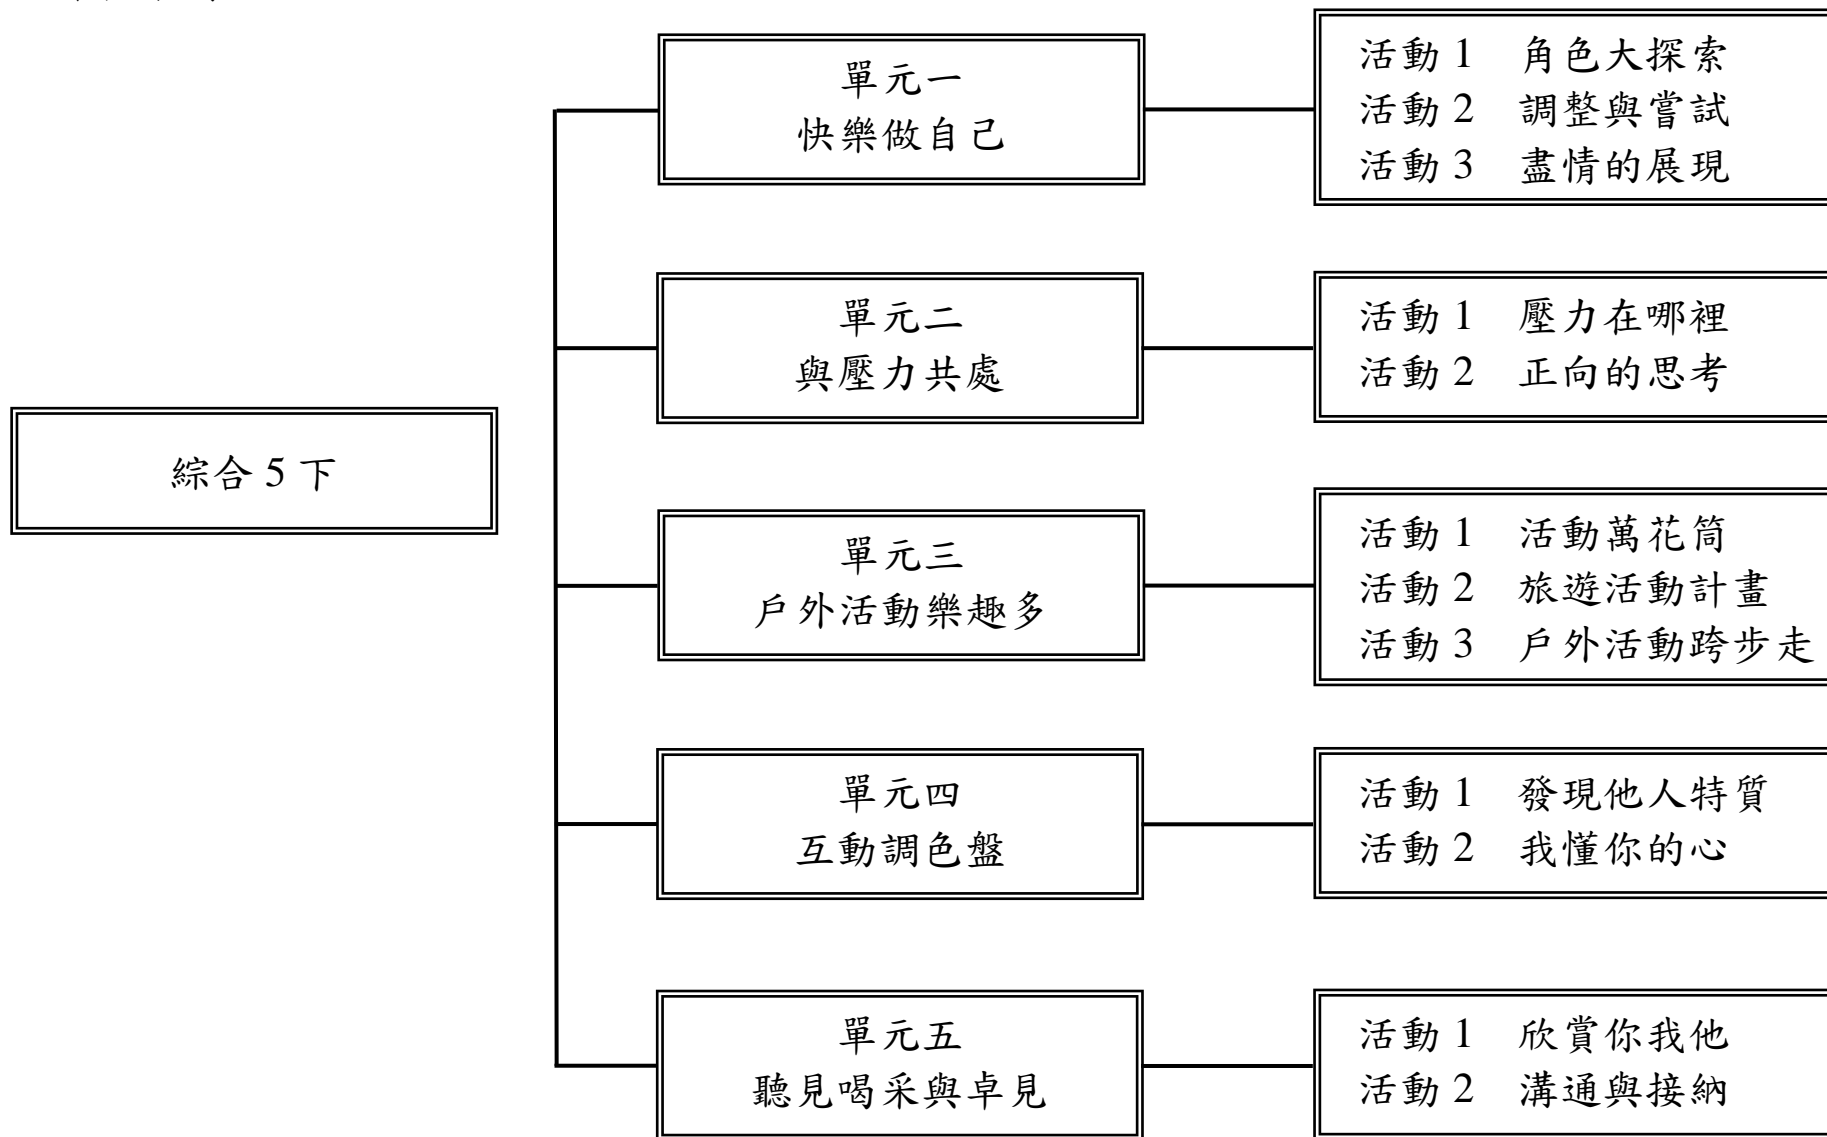 綜合 5 下
單元一
快樂做自己
活動 1 角色大探索
活動 2 調整與嘗試
活動 3 盡情的展現
單元二
與壓力共處
活動 1 壓力在哪裡
活動 2 正向的思考
單元三
戶外活動樂趣多
活動 1 活動萬花筒
活動 2 旅遊活動計畫
活動 3 戶外活動跨步走
單元四
互動調色盤
活動 1 發現他人特質
活動 2 我懂你的心
單元五
聽見喝采與卓見
活動 1 欣賞你我他
活動 2 溝通與接納